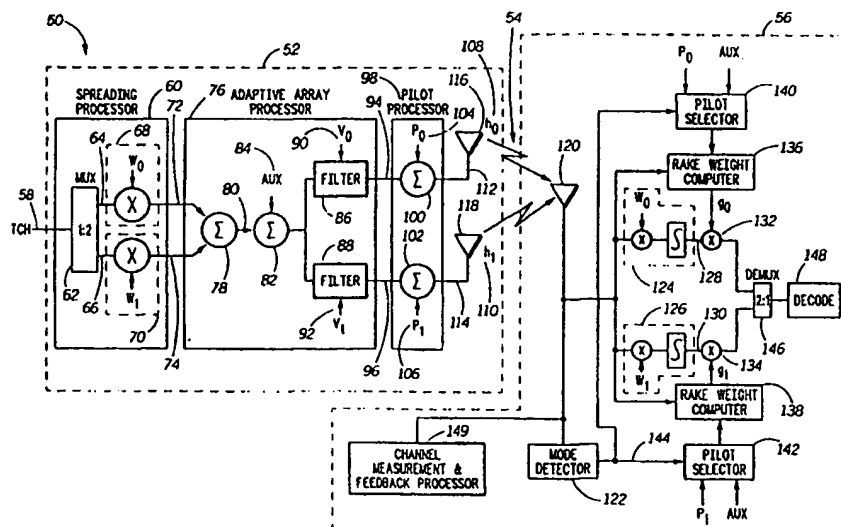 50
52
54
56
SPREADING PROCESSOR
60
76
ADAPTIVE ARRAY PROCESSOR
98
PILOT PROCESSOR
108
116
h0
58
TCH
MUX
1:2
62
64
66
68
W0
X
X
W1
70
72
74
Σ
78
80
84
AUX
Σ
82
90
V0
FILTER
86
88
FILTER
92
V1
94
96
P0
104
Σ
100
112
118
102
Σ
P1
106
114
h1
110
120
P0
AUX
PILOT SELECTOR
140
RAKE WEIGHT COMPUTER
136
g0
W0
X
∫
124
128
X
132
DEMUX
2:1
146
148
DECODE
126
130
X
W1
∫
X
134
g1
RAKE WEIGHT COMPUTER
138
149
CHANNEL MEASUREMENT & FEEDBACK PROCESSOR
MODE DETECTOR
122
144
PILOT SELECTOR
142
P1
AUX